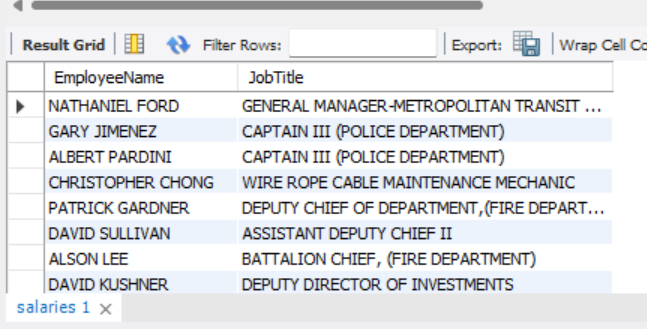 Result Grid Filter Rows: Export: Wrap Cell Co
EmployeeName JobTitle
NATHANIEL FORD GENERAL MANAGER-METROPOLITAN TRANSIT ...
GARY JIMENEZ CAPTAIN III (POLICE DEPARTMENT)
ALBERT PARDINI CAPTAIN III (POLICE DEPARTMENT)
CHRISTOPHER CHONG WIRE ROPE CABLE MAINTENANCE MECHANIC
PATRICK GARDNER DEPUTY CHIEF OF DEPARTMENT,(FIRE DEPART...
DAVID SULLIVAN ASSISTANT DEPUTY CHIEF II
ALSON LEE BATTALION CHIEF, (FIRE DEPARTMENT)
DAVID KUSHNER DEPUTY DIRECTOR OF INVESTMENTS
salaries 1